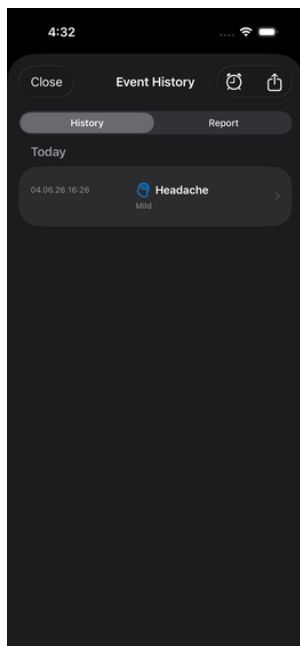 4:32
Close Event History
History Report
Today
04.06.26 16:26 Headache
Mild